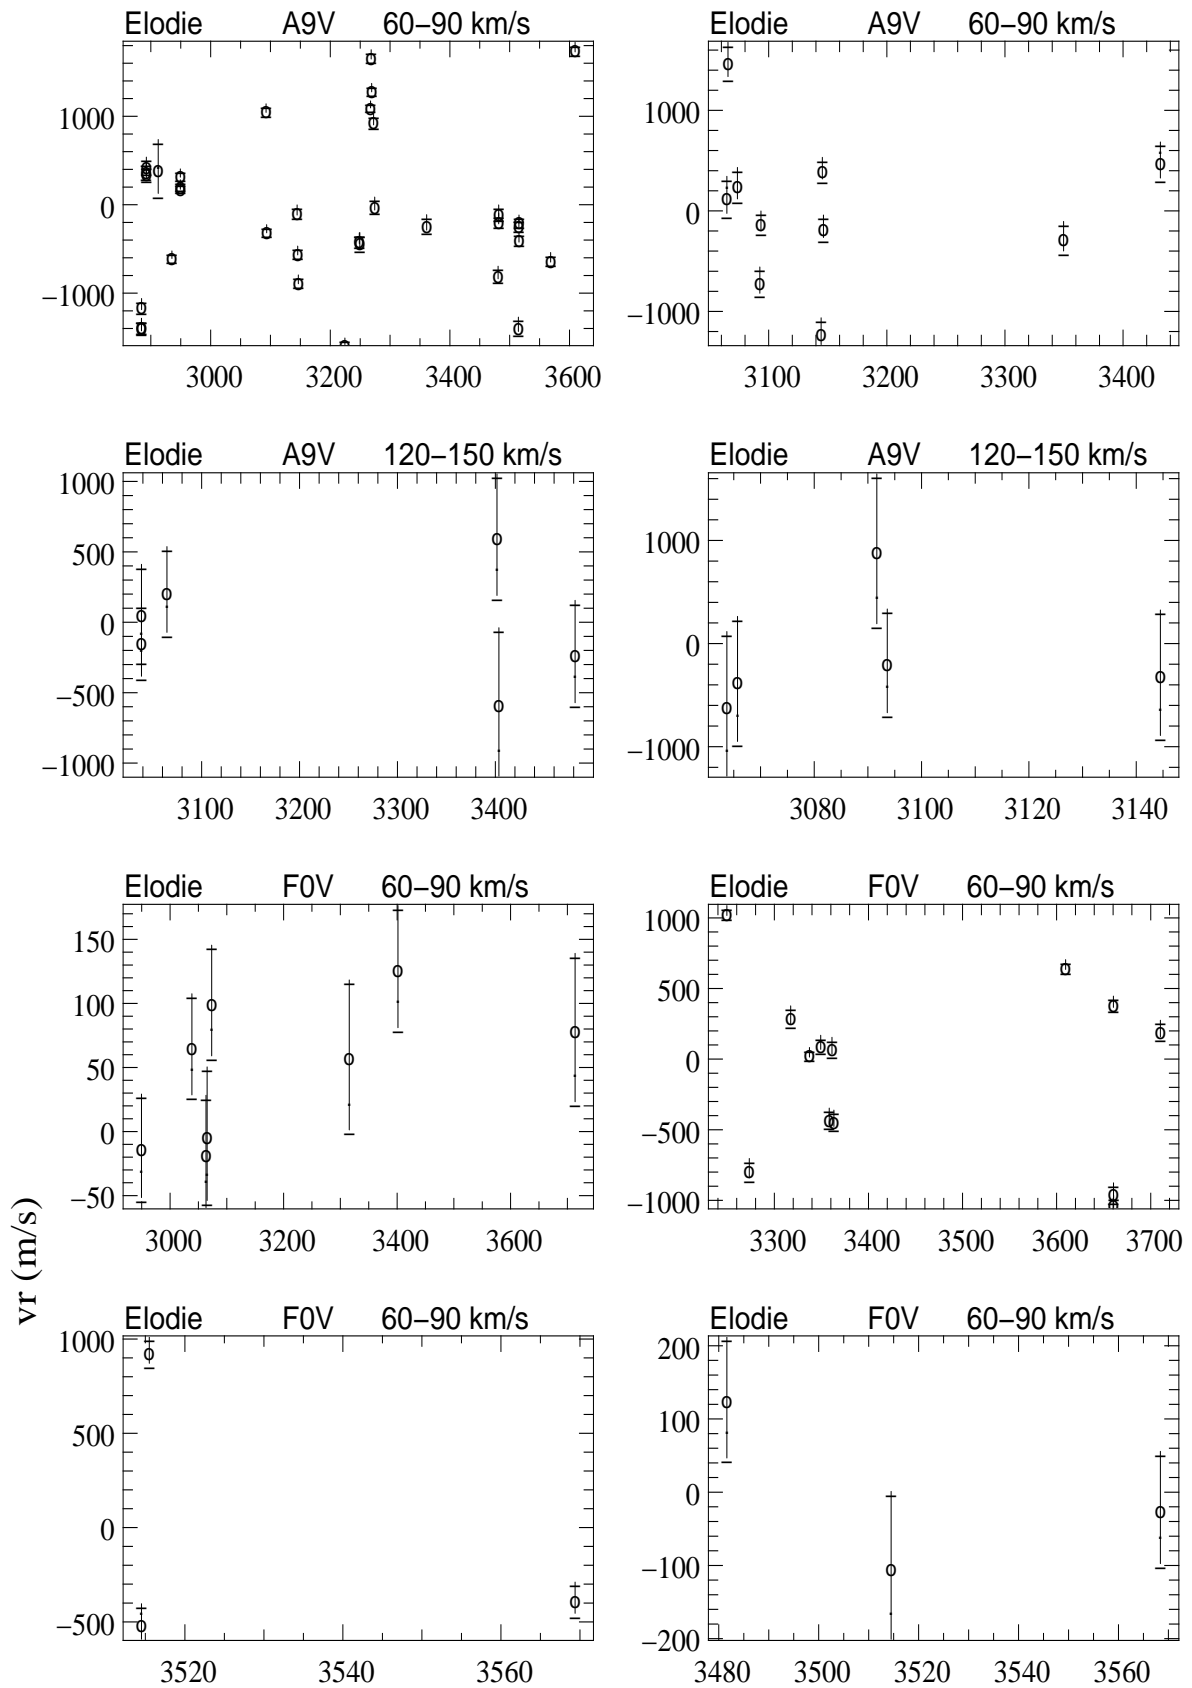 Elodie A9V 60−90 km/s
1000
0
−1000
3000 3200 3400 3600
Elodie A9V 60−90 km/s
1000
0
−1000
3100 3200 3300 3400
Elodie A9V 120−150 km/s
1000
500
0
−500
−1000
3100 3200 3300 3400
Elodie A9V 120−150 km/s
1000
0
−1000
3080 3100 3120 3140
Elodie F0V 60−90 km/s
150
100
50
0
−50
3000 3200 3400 3600
Elodie F0V 60−90 km/s
1000
500
0
−500
−1000
3300 3400 3500 3600 3700
vr (m/s)
Elodie F0V 60−90 km/s
1000
500
0
−500
3520 3540 3560
Elodie F0V 60−90 km/s
200
100
0
−100
−200
3480 3500 3520 3540 3560